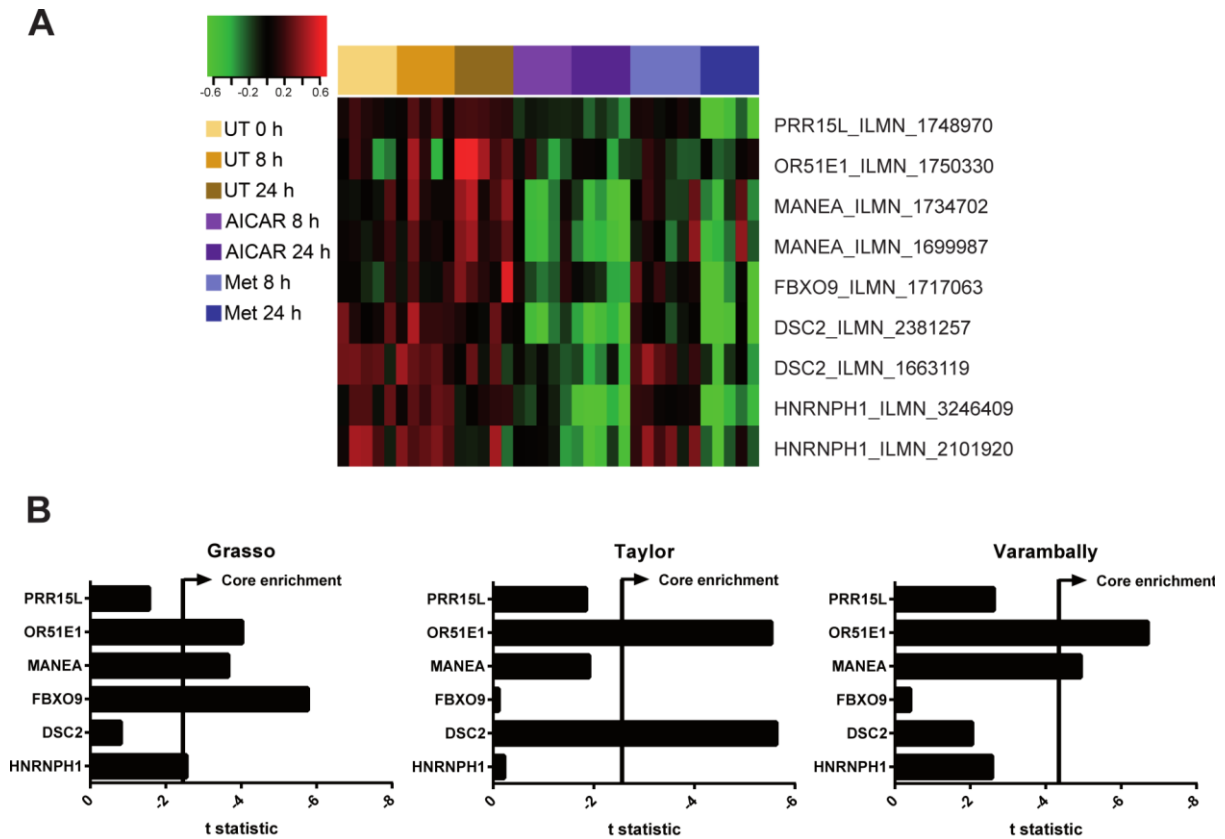 A
-0.6 -0.2 0.2 0.6
UT 0 h
UT 8 h
UT 24 h
AICAR 8 h
AICAR 24 h
Met 8 h
Met 24 h
PRR15L_ILMN_1748970
OR51E1_ILMN_1750330
MANEA_ILMN_1734702
MANEA_ILMN_1699987
FBXO9_ILMN_1717063
DSC2_ILMN_2381257
DSC2_ILMN_1663119
HNRNPH1_ILMN_3246409
HNRNPH1_ILMN_2101920
B
Grasso
Core enrichment
PRR15L
OR51E1
MANEA
FBXO9
DSC2
HNRNPH1
0 -2 -4 -6 -8
t statistic
Taylor
Core enrichment
PRR15L
OR51E1
MANEA
FBXO9
DSC2
HNRNPH1
0 -2 -4 -6
t statistic
Varambally
Core enrichment
PRR15L
OR51E1
MANEA
FBXO9
DSC2
HNRNPH1
0 -2 -4 -6 -8
t statistic